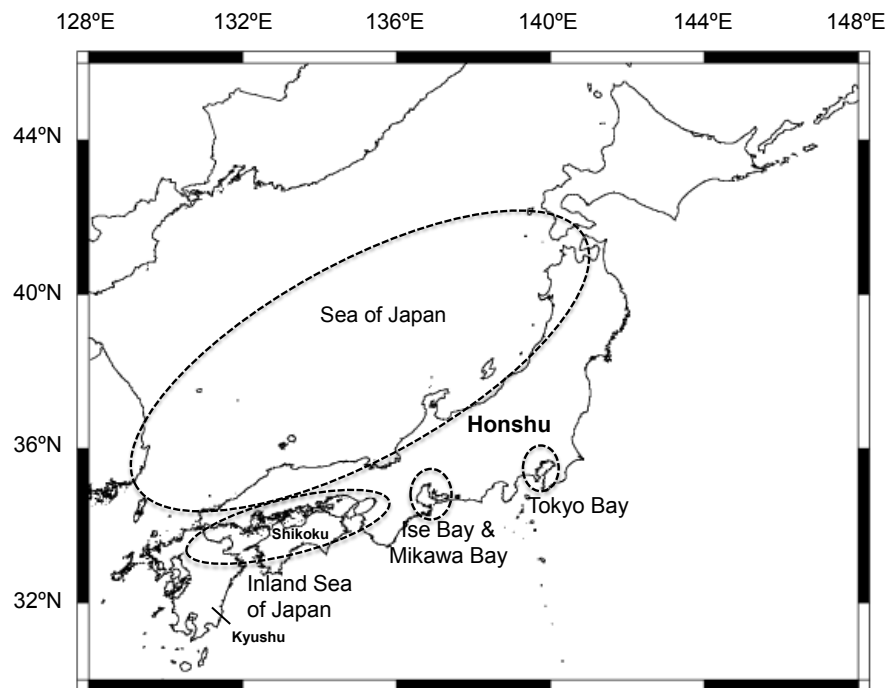 128ºE 132ºE 136ºE 140ºE 144ºE 148ºE
44ºN
40ºN
Sea of Japan
36ºN
Honshu
Tokyo Bay
Ise Bay &
Mikawa Bay
Shikoku
Inland Sea
of Japan
32ºN
Kyushu